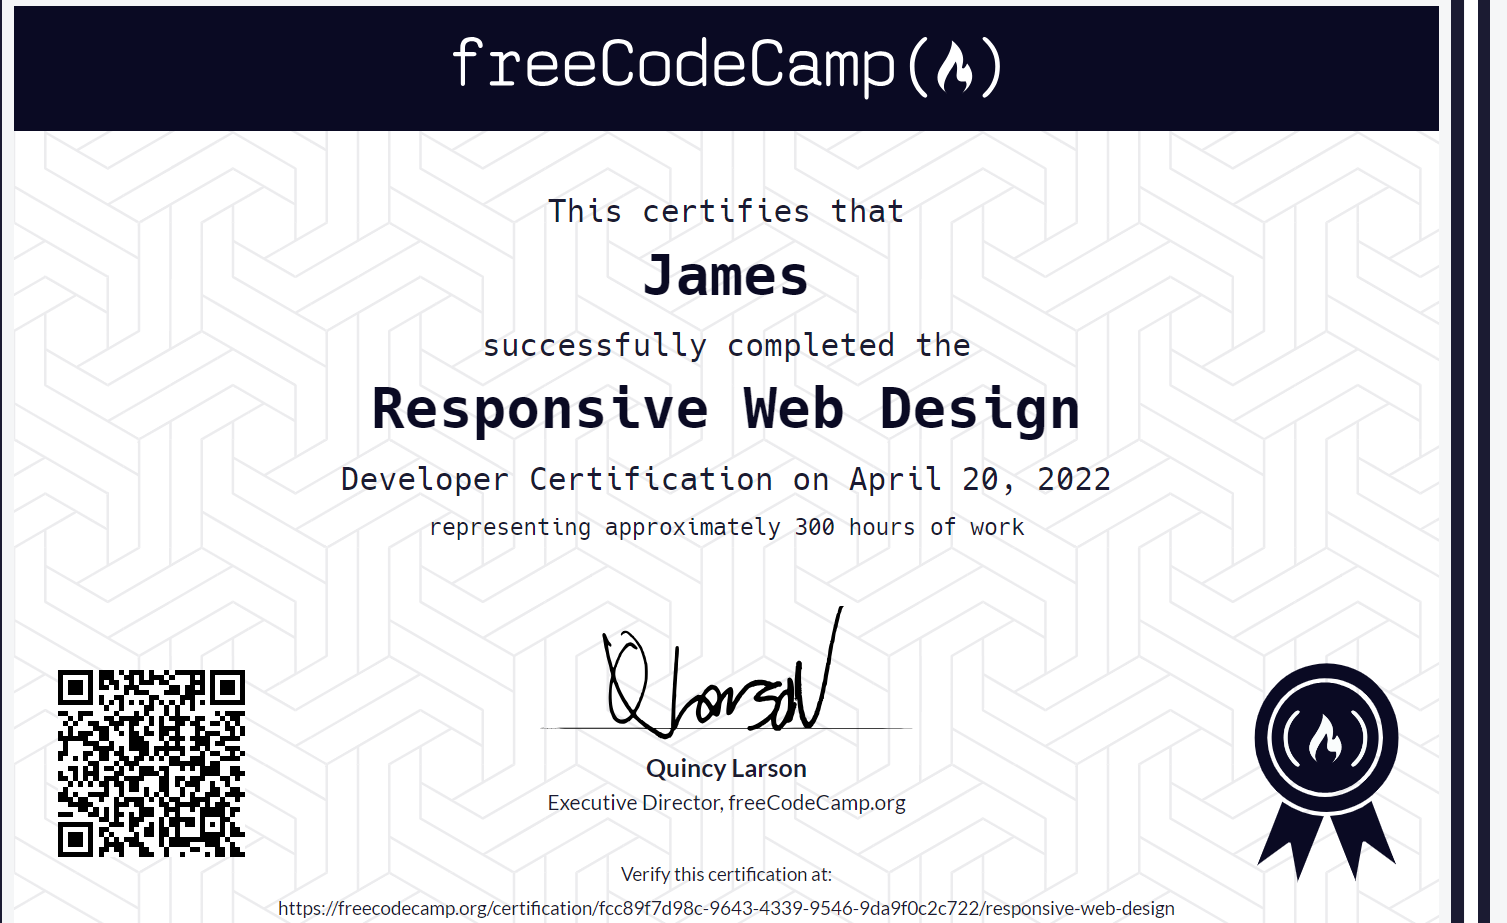 freeCodeCamp
This certifies that
James
successfully completed the
Responsive Web Design
Developer Certification on April 20, 2022
representing approximately 300 hours of work
Quincy Larson
Executive Director, freeCodeCamp.org
Verify this certification at:
https://freecodecamp.org/certification/fcc89f7d98c-9643-4339-9546-9da9f0c2c722/responsive-web-design